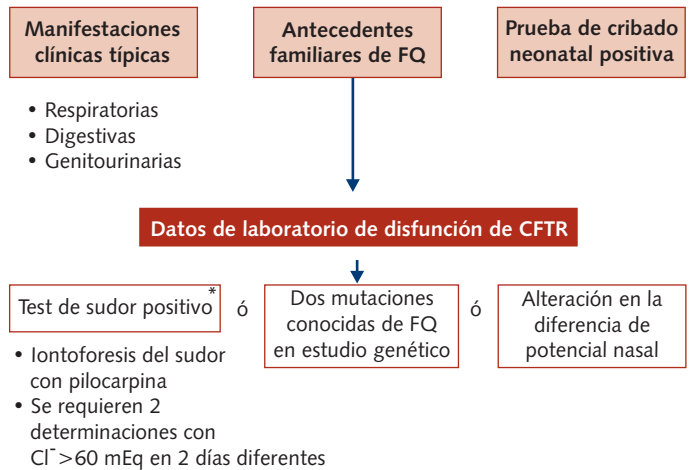 Manifestaciones
clínicas típicas
• Respiratorias
• Digestivas
• Genitourinarias
Antecedentes
familiares de FQ
Prueba de cribado
neonatal positiva
Datos de laboratorio de disfunción de CFTR
Test de sudor positivo*
• Iontoforesis del sudor
con pilocarpina
• Se requieren 2
determinaciones con
Cl⁻>60 mEq en 2 días diferentes
ó
Dos mutaciones
conocidas de FQ
en estudio genético
ó
Alteración en la
diferencia de
potencial nasal